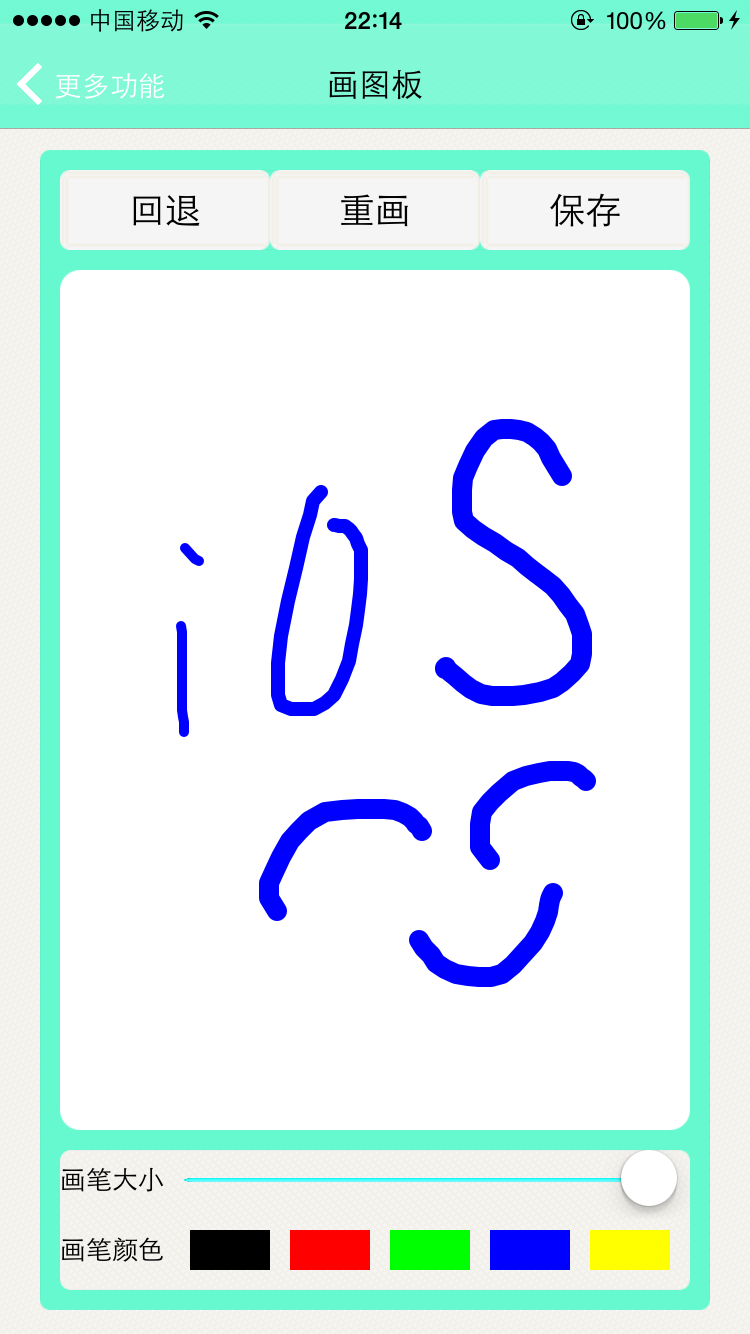 中国移动 22:14 100%
更多功能 画图板
回退 重画 保存
iOS
画笔大小
画笔颜色